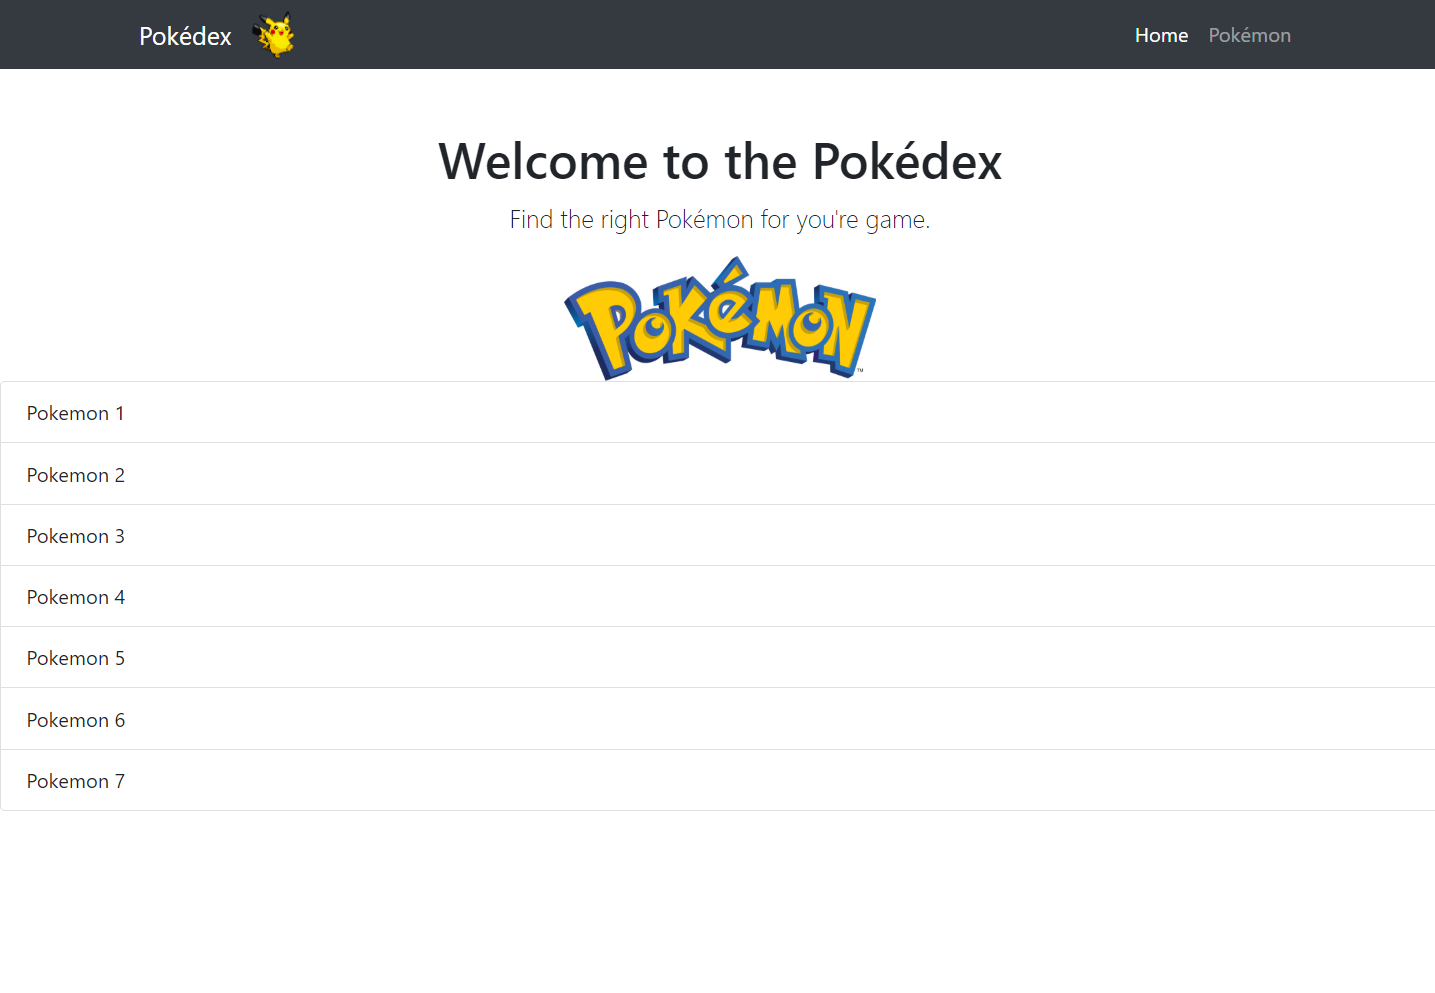 Pokédex
Home Pokémon
Welcome to the Pokédex
Find the right Pokémon for you're game.
POKéMON
™
Pokemon 1
Pokemon 2
Pokemon 3
Pokemon 4
Pokemon 5
Pokemon 6
Pokemon 7